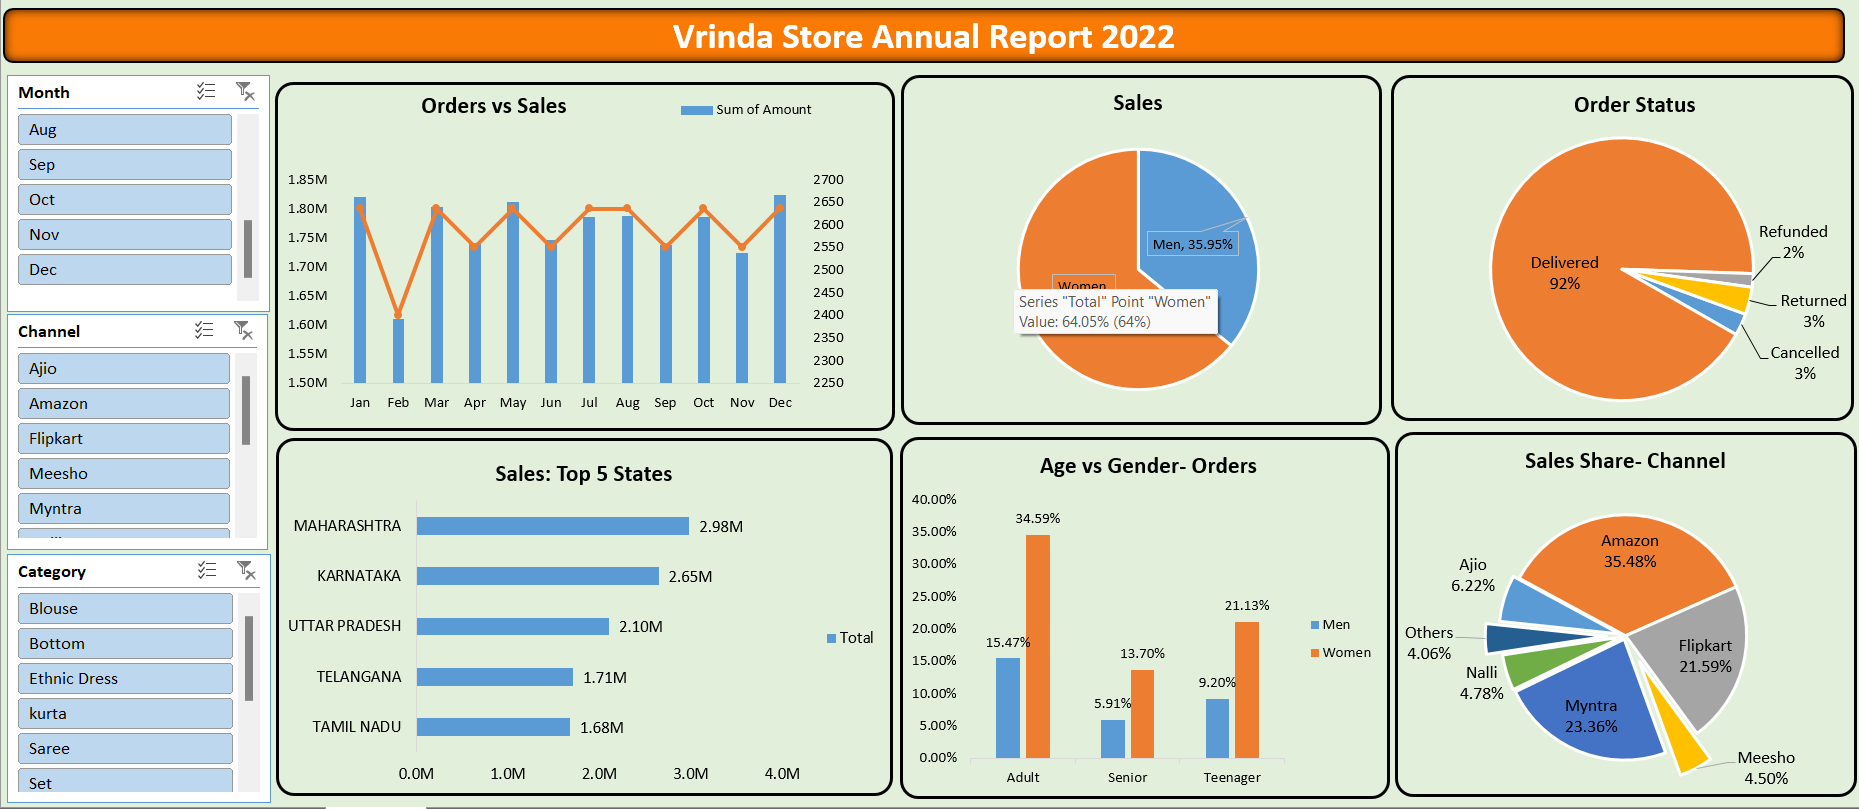 Vrinda Store Annual Report 2022
Month
Aug
Sep
Oct
Nov
Dec
Channel
Ajio
Amazon
Flipkart
Meesho
Myntra
Category
Blouse
Bottom
Ethnic Dress
kurta
Saree
Set
Orders vs Sales
Sum of Amount
1.85M
1.80M
1.75M
1.70M
1.65M
1.60M
1.55M
1.50M
2700
2650
2600
2550
2500
2450
2400
2350
2300
2250
Jan Feb Mar Apr May Jun Jul Aug Sep Oct Nov Dec
Sales
Men, 35.95%
Women
Series "Total" Point "Women"
Value: 64.05% (64%)
Order Status
Delivered
92%
Refunded
2%
Returned
3%
Cancelled
3%
Sales: Top 5 States
MAHARASHTRA 2.98M
KARNATAKA 2.65M
UTTAR PRADESH 2.10M
TELANGANA 1.71M
TAMIL NADU 1.68M
0.0M 1.0M 2.0M 3.0M 4.0M
Total
Age vs Gender- Orders
40.00%
35.00%
30.00%
25.00%
20.00%
15.00%
10.00%
5.00%
0.00%
15.47%
34.59%
5.91%
13.70%
9.20%
21.13%
Adult Senior Teenager
Men
Women
Sales Share- Channel
Amazon
35.48%
Ajio
6.22%
Others
4.06%
Nalli
4.78%
Myntra
23.36%
Flipkart
21.59%
Meesho
4.50%